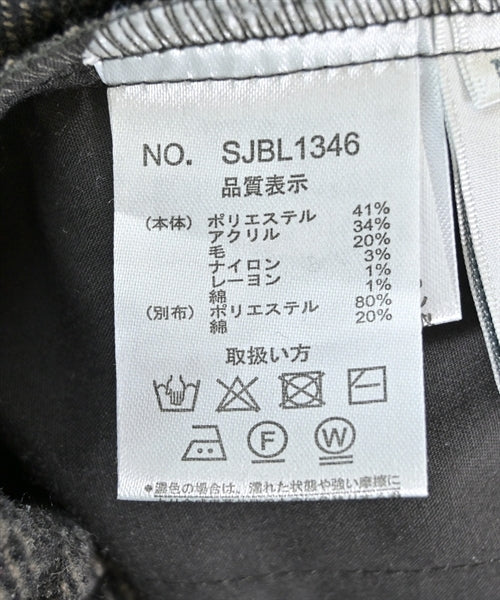 NO. SJBL1346
品質表示
(本体) ポリエステル 41%
アクリル 34%
毛 20%
ナイロン 3%
レーヨン 1%
綿 1%
(別布) ポリエステル 80%
綿 20%
取扱い方
F W
*濃色の場合は、濡れた状態や強い摩擦に